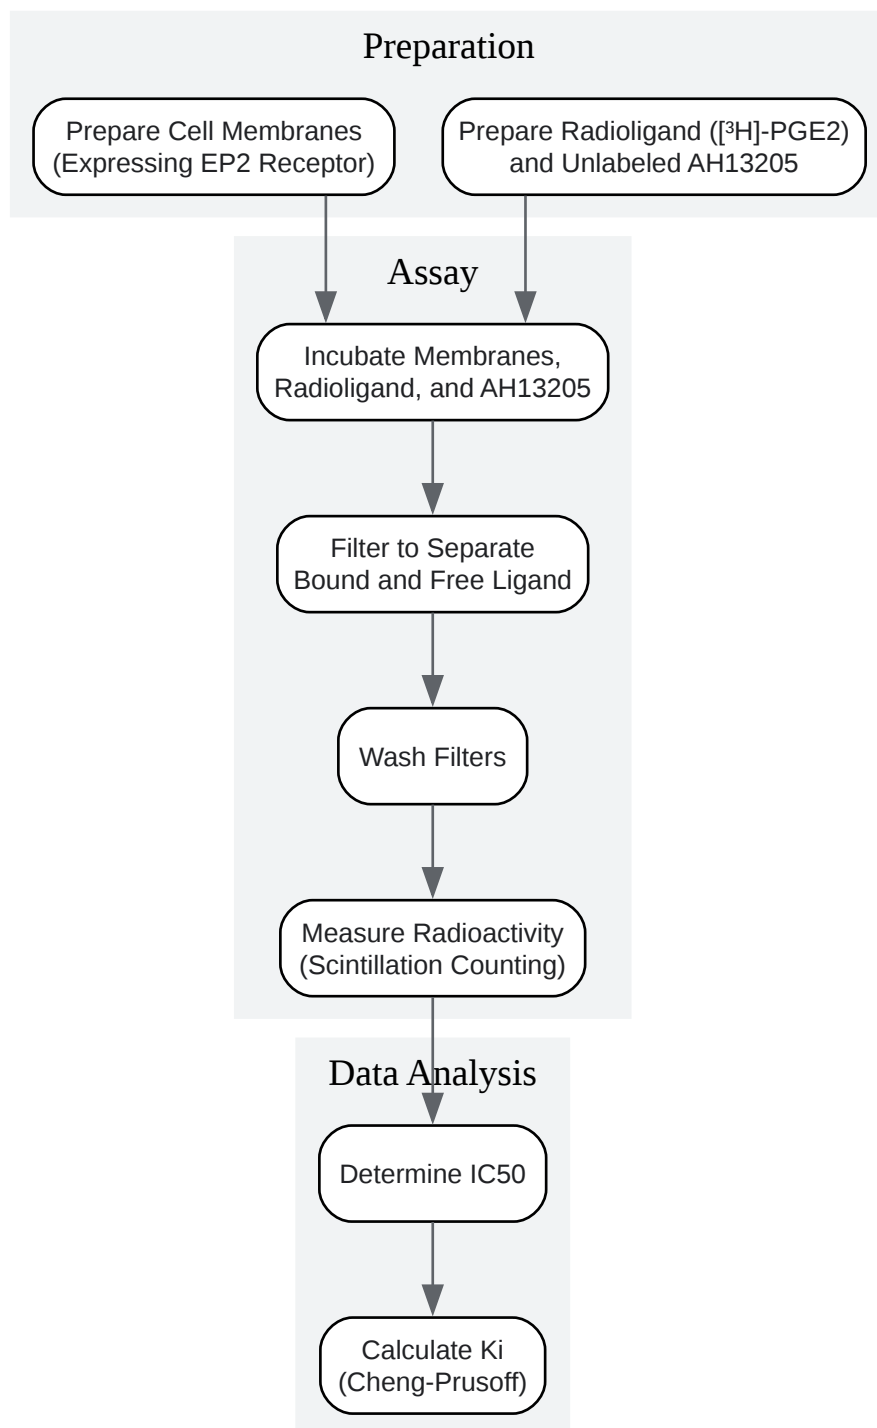 Preparation
Prepare Cell Membranes
(Expressing EP2 Receptor)
Prepare Radioligand ([³H]-PGE2)
and Unlabeled AH13205
Assay
Incubate Membranes,
Radioligand, and AH13205
Filter to Separate
Bound and Free Ligand
Wash Filters
Measure Radioactivity
(Scintillation Counting)
Data Analysis
Determine IC50
Calculate Ki
(Cheng-Prusoff)